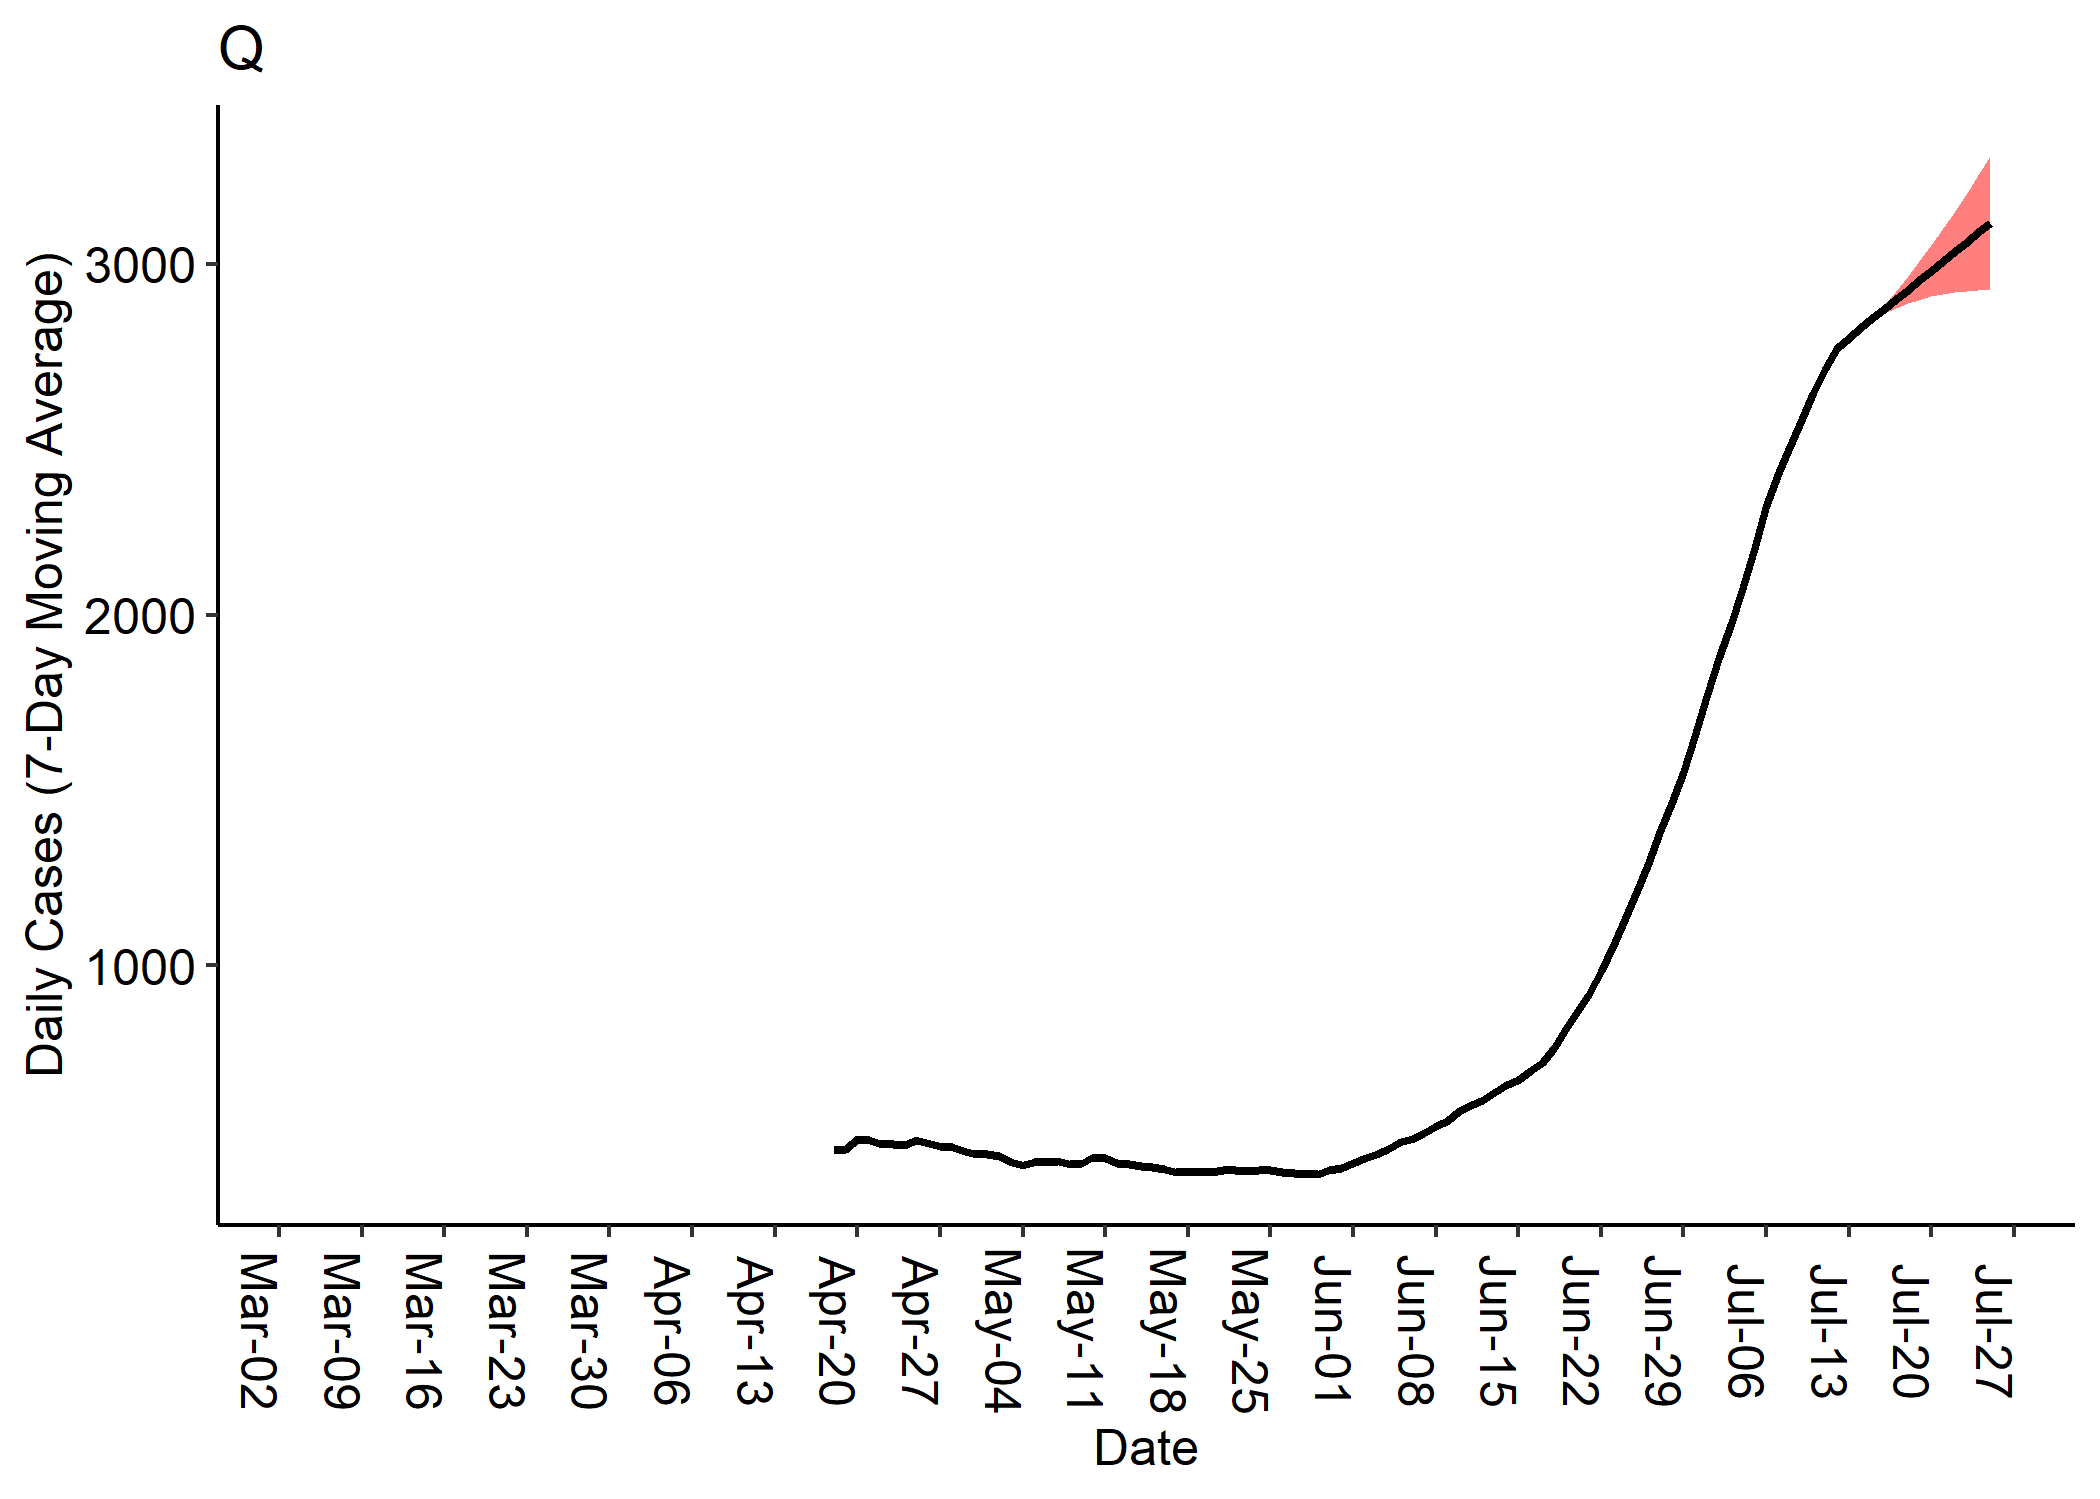 Q
Daily Cases (7-Day Moving Average)
3000
2000
1000
Mar-02
Mar-09
Mar-16
Mar-23
Mar-30
Apr-06
Apr-13
Apr-20
Apr-27
May-04
May-11
May-18
May-25
Jun-01
Jun-08
Jun-15
Jun-22
Jun-29
Jul-06
Jul-13
Jul-20
Jul-27
Date